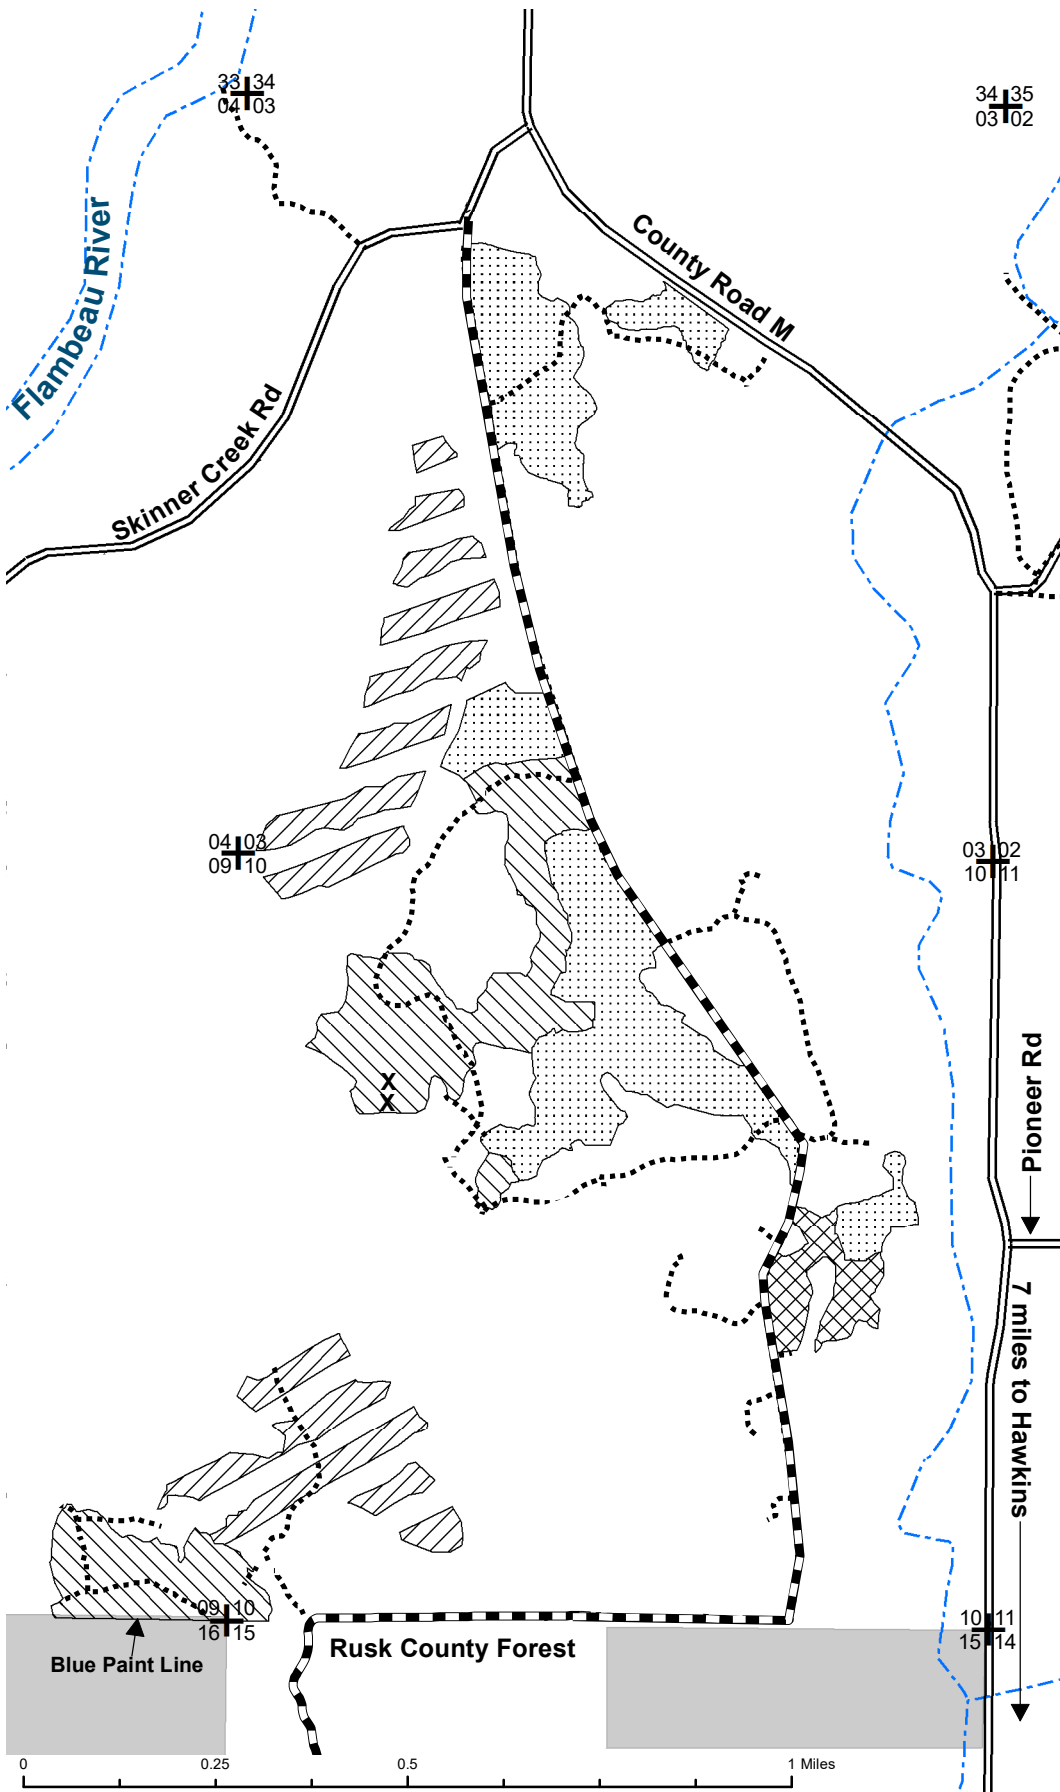 33 34
04 03
34 35
03 02
Flambeau River
County Road M
Skinner Creek Rd
04 03
09 10
03 02
10 11
Pioneer Rd
X
X
7 miles to Hawkins
09 10
16 15
10 11
15 14
Blue Paint Line
Rusk County Forest
0 0.25 0.5 1 Miles